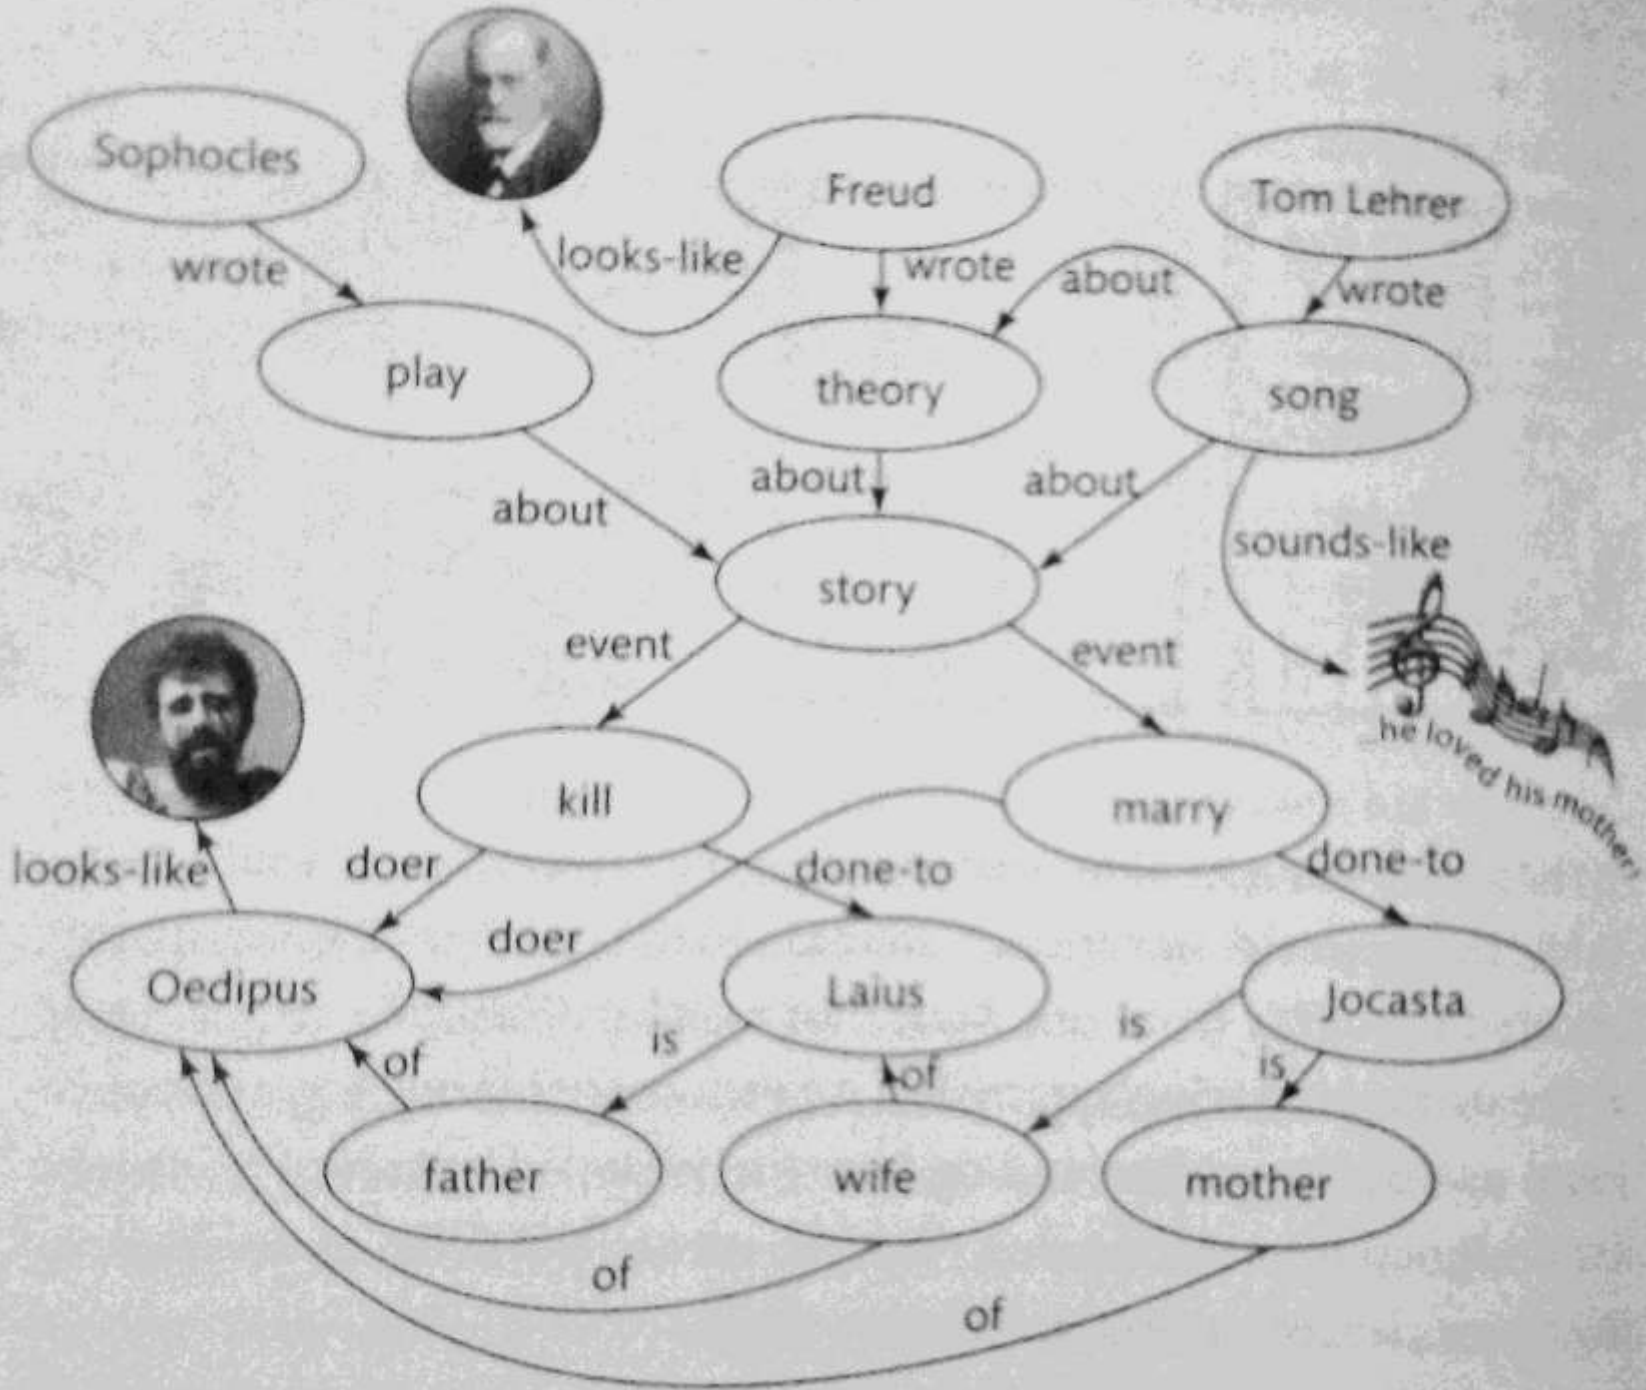 Sophocles
Freud
Tom Lehrer
wrote
looks-like
wrote
about
wrote
play
theory
song
about
about
about
sounds-like
story
event
event
he loved his mother!
kill
marry
looks-like
doer
done-to
done-to
doer
Oedipus
Laius
Jocasta
of
is
of
is
is
father
wife
mother
of
of